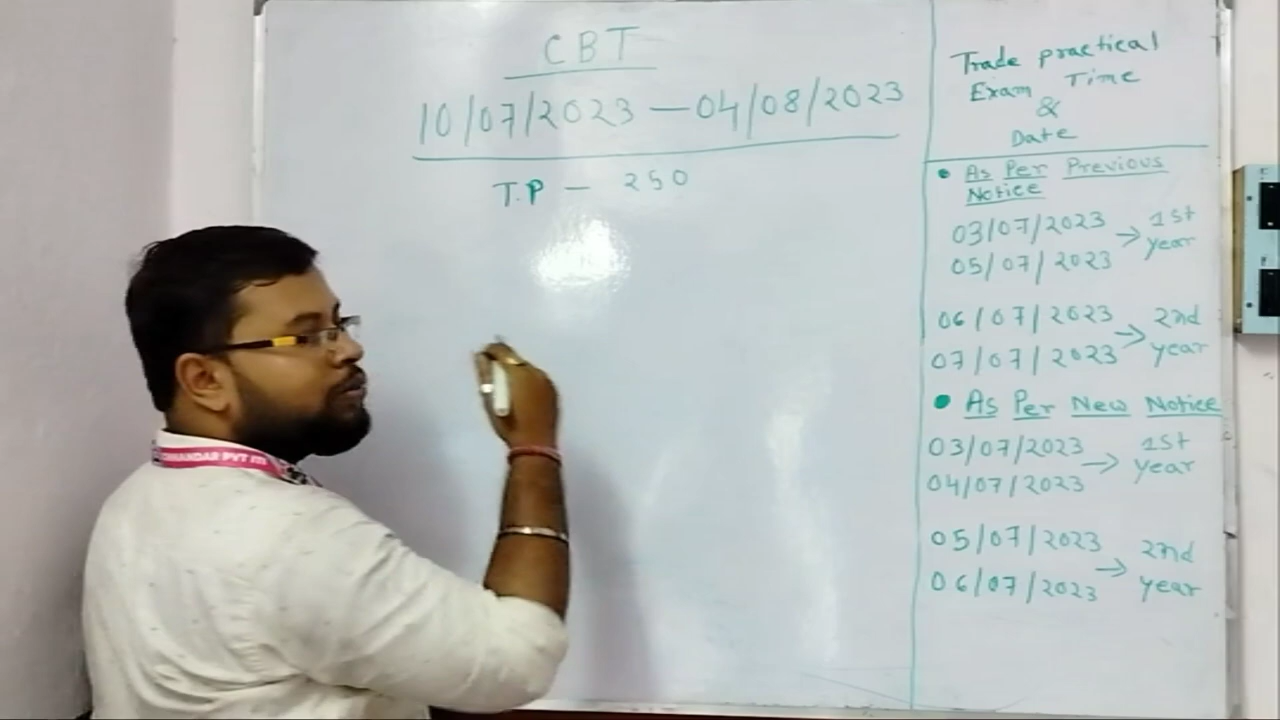 CBT
10/07/2023 — 04/08/2023
T.P — 250
Trade practical
Exam Time
&
Date
• As Per Previous
Notice
03/07/2023
05/07/2023
→ 1st
year
06/07/2023
07/07/2023
→ 2nd
year
• As Per New Notice
03/07/2023
04/07/2023
→ 1st
year
05/07/2023
06/07/2023
→ 2nd
year
PVT ITI